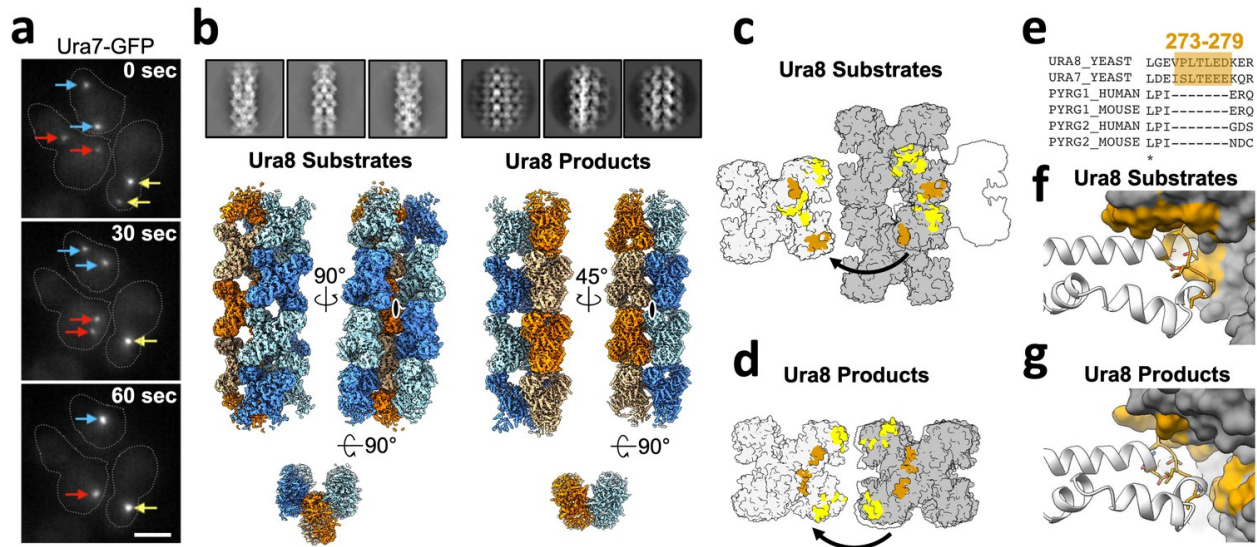 a
Ura7-GFP
0 sec
30 sec
60 sec
b
Ura8 Substrates
Ura8 Products
90°
45°
90°
90°
c
Ura8 Substrates
d
Ura8 Products
e
273-279
URA8_YEAST LGEVPLTLEDKER
URA7_YEAST LDEISLTEEEKQR
PYRG1_HUMAN LPI-------ERQ
PYRG1_MOUSE LPI-------ERQ
PYRG2_HUMAN LPI-------GDS
PYRG2_MOUSE LPI-------NDC
*
f
Ura8 Substrates
g
Ura8 Products